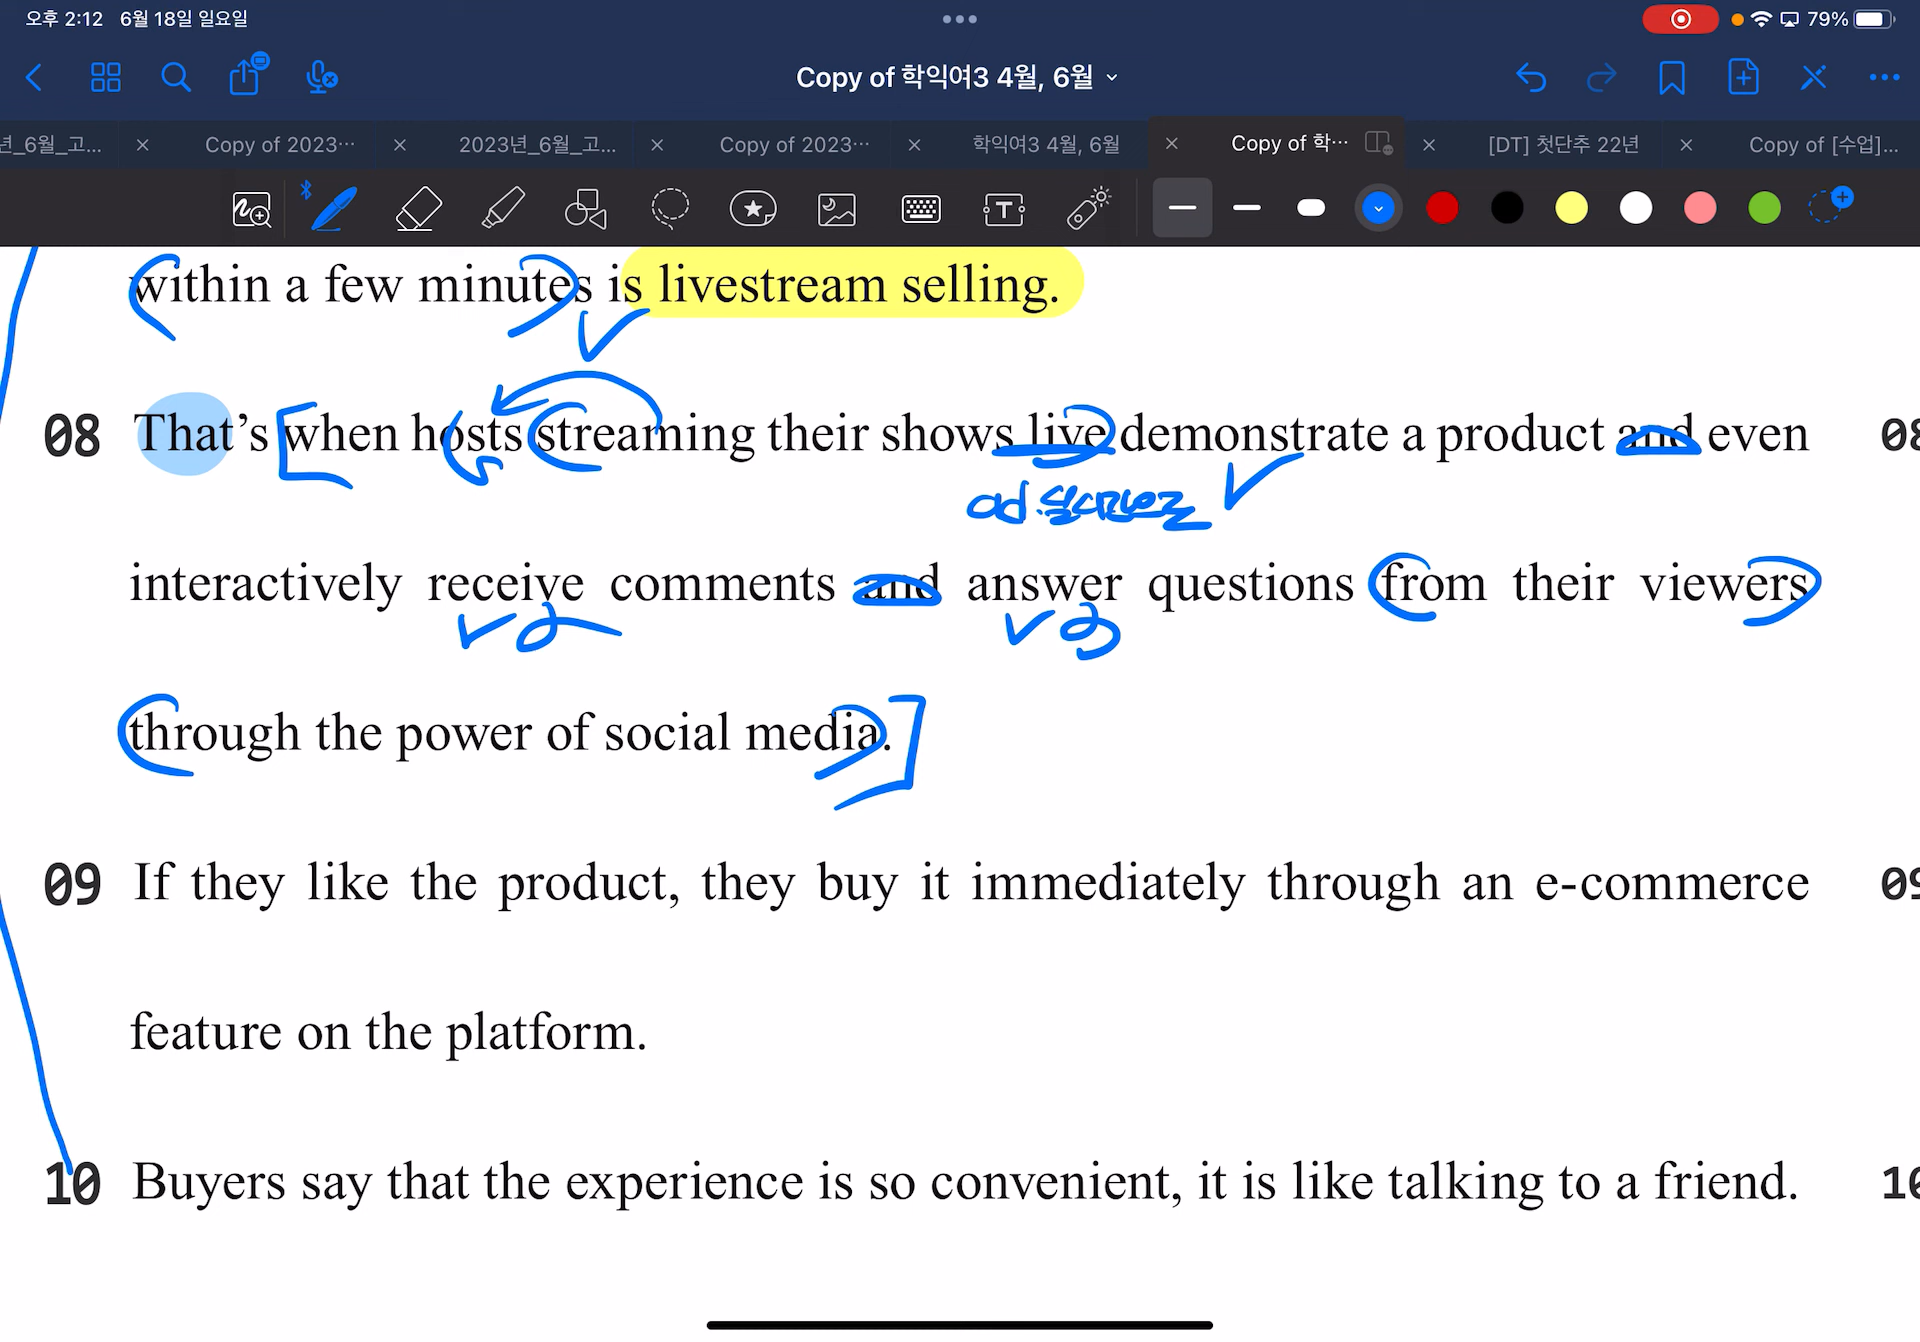 오후 2:12 6월 18일 일요일 79%
Copy of 학익여3 4월, 6월
년_6월_고... Copy of 2023… 2023년_6월_고... Copy of 2023… 학익여3 4월, 6월 Copy of 학… [DT] 첫단추 22년 Copy of [수업]...
within a few minutes is livestream selling.
08 That's when hosts streaming their shows live demonstrate a product and even
ad.실시간으로
interactively receive comments and answer questions from their viewers
through the power of social media.
09 If they like the product, they buy it immediately through an e-commerce
feature on the platform.
10 Buyers say that the experience is so convenient, it is like talking to a friend.